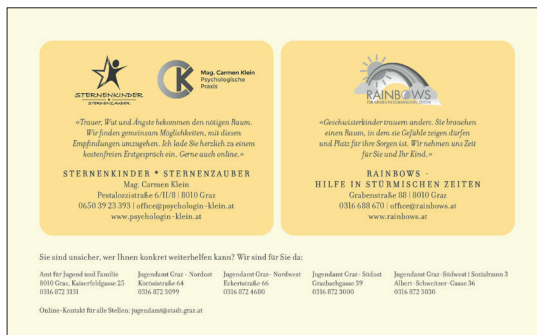 STERNENKINDER
STERNENZAUBER
Mag. Carmen Klein
Psychologische
Praxis
«Trauer, Wut und Ängste bekommen den nötigen Raum.
Wir finden gemeinsam Möglichkeiten, mit diesen
Empfindungen umzugehen. Ich lade Sie herzlich zu einem
kostenfreien Erstgespräch ein. Gerne auch online.»
STERNENKINDER * STERNENZAUBER
Mag. Carmen Klein
Pestalozzistraße 6/II/8 | 8010 Graz
0650 39 23 393 | office@psychologin-klein.at
www.psychologin-klein.at
RAINBOWS
FÜR KINDER IN STÜRMISCHEN ZEITEN
«Geschwisterkinder trauern anders. Sie brauchen
einen Raum, in dem sie Gefühle zeigen dürfen
und Platz für ihre Sorgen ist. Wir nehmen uns Zeit
für Sie und Ihr Kind.»
RAINBOWS -
HILFE IN STÜRMISCHEN ZEITEN
Grabenstraße 88 | 8010 Graz
0316 688 670 | office@rainbows.at
www.rainbows.at
Sie sind unsicher, wer Ihnen konkret weiterhelfen kann? Wir sind für Sie da:
Amt für Jugend und Familie
8010 Graz, Kaiserfeldgasse 25
0316 872 3131
Jugendamt Graz - Nordost
Körösistraße 64
0316 872 3099
Jugendamt Graz- Nordwest
Eckertstraße 66
0316 872 4680
Jugendamt Graz- Südost
Grazbachgasse 39
0316 872 3000
Jugendamt Graz-Südwest | Sozialraum 3
Albert-Schweitzer-Gasse 36
0316 872 3030
Online-Kontakt für alle Stellen: jugendamt@stadt.graz.at